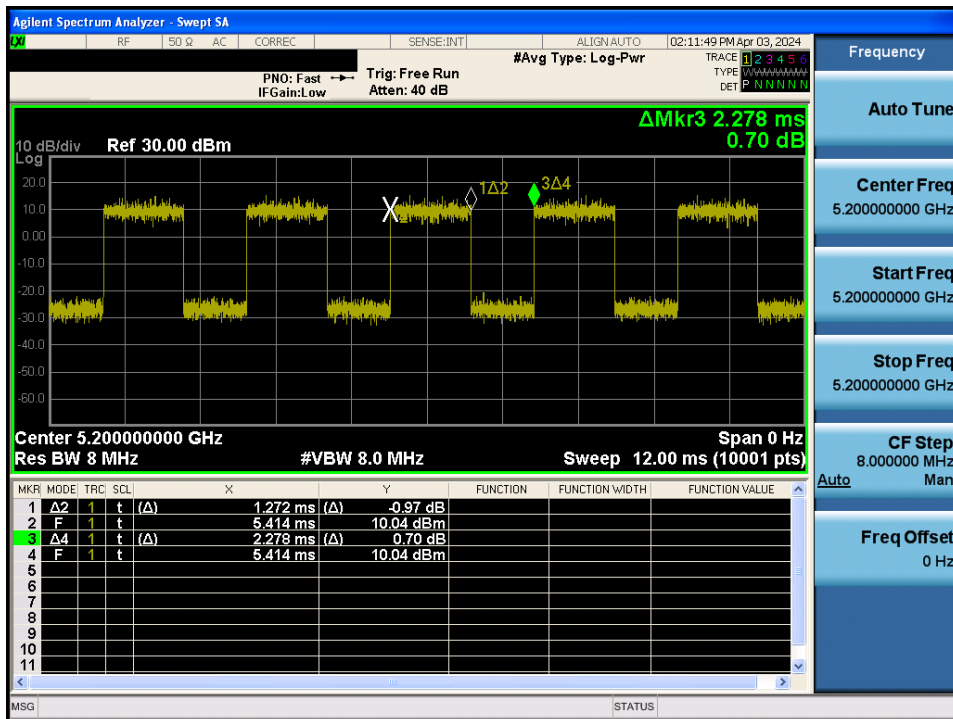 Agilent Spectrum Analyzer - Swept SA
LXI RF 50 Ω AC CORREC SENSE:INT ALIGN AUTO 02:11:49 PM Apr 03, 2024
#Avg Type: Log-Pwr
TRACE 1 2 3 4 5 6
TYPE
DET P N N N N N
PNO: Fast
IFGain:Low
Trig: Free Run
Atten: 40 dB
ΔMkr3 2.278 ms
0.70 dB
10 dB/div
Log
Ref 30.00 dBm
20.0
10.0
0.00
-10.0
-20.0
-30.0
-40.0
-50.0
-60.0
X
1Δ2
3Δ4
Center 5.200000000 GHz
Span 0 Hz
Res BW 8 MHz
#VBW 8.0 MHz
Sweep 12.00 ms (10001 pts)
MKR MODE TRC SCL X Y FUNCTION FUNCTION WIDTH FUNCTION VALUE
1 Δ2 1 t (Δ) 1.272 ms (Δ) -0.97 dB
2 F 1 t 5.414 ms 10.04 dBm
3 Δ4 1 t (Δ) 2.278 ms (Δ) 0.70 dB
4 F 1 t 5.414 ms 10.04 dBm
5
6
7
8
9
10
11
MSG
STATUS
Frequency
Auto Tune
Center Freq
5.200000000 GHz
Start Freq
5.200000000 GHz
Stop Freq
5.200000000 GHz
CF Step
8.000000 MHz
Auto Man
Freq Offset
0 Hz